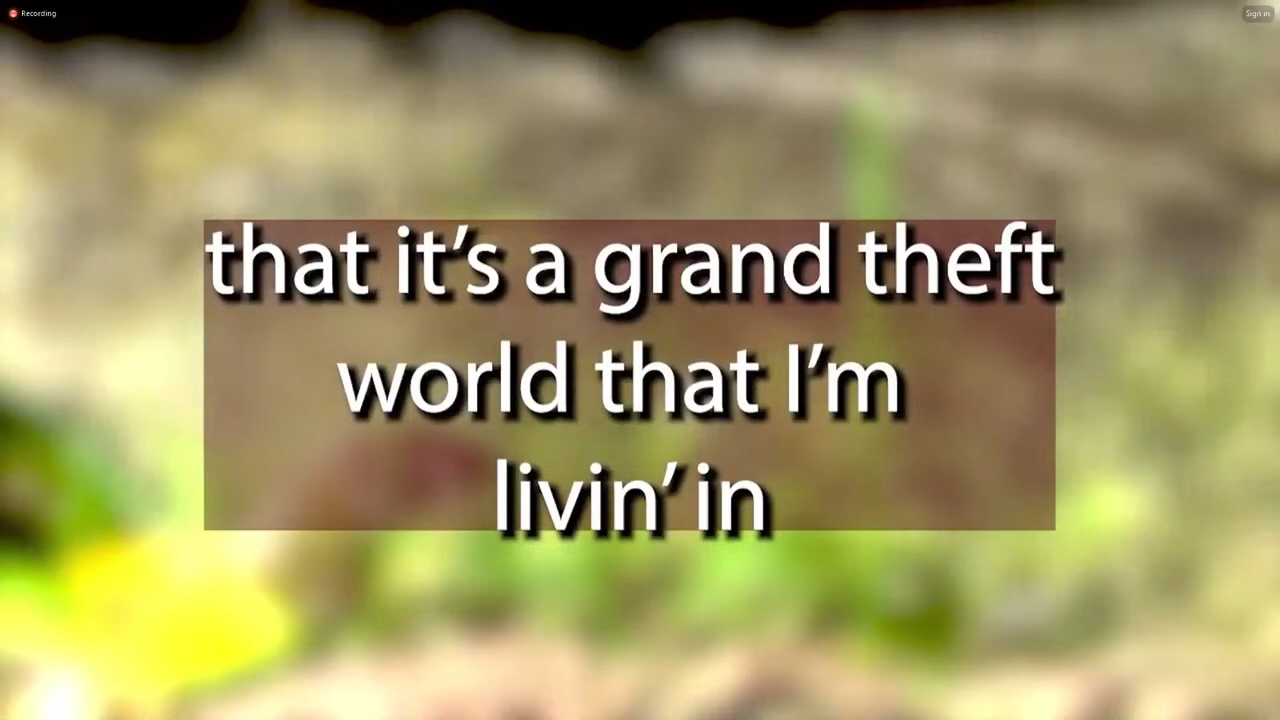 Recording
Sign in
that it's a grand theft
world that I'm
livin' in